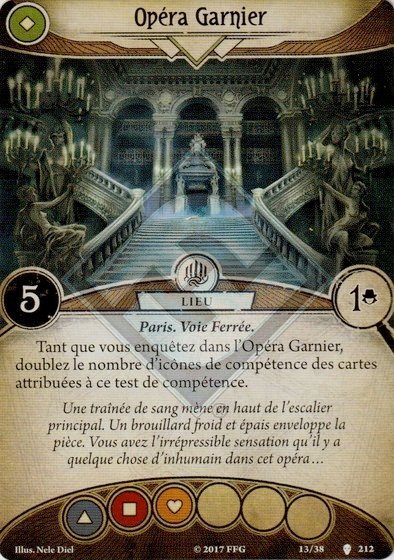 Opéra Garnier
5
LIEU
1
Paris. Voie Ferrée.
Tant que vous enquêtez dans l'Opéra Garnier,
doublez le nombre d'icônes de compétence des cartes
attribuées à ce test de compétence.
Une traînée de sang mène en haut de l'escalier
principal. Un brouillard froid et épais enveloppe la
pièce. Vous avez l'irrépressible sensation qu'il y a
quelque chose d'inhumain dans cet opéra…
Illus. Nele Diel
© 2017 FFG
13/38
212